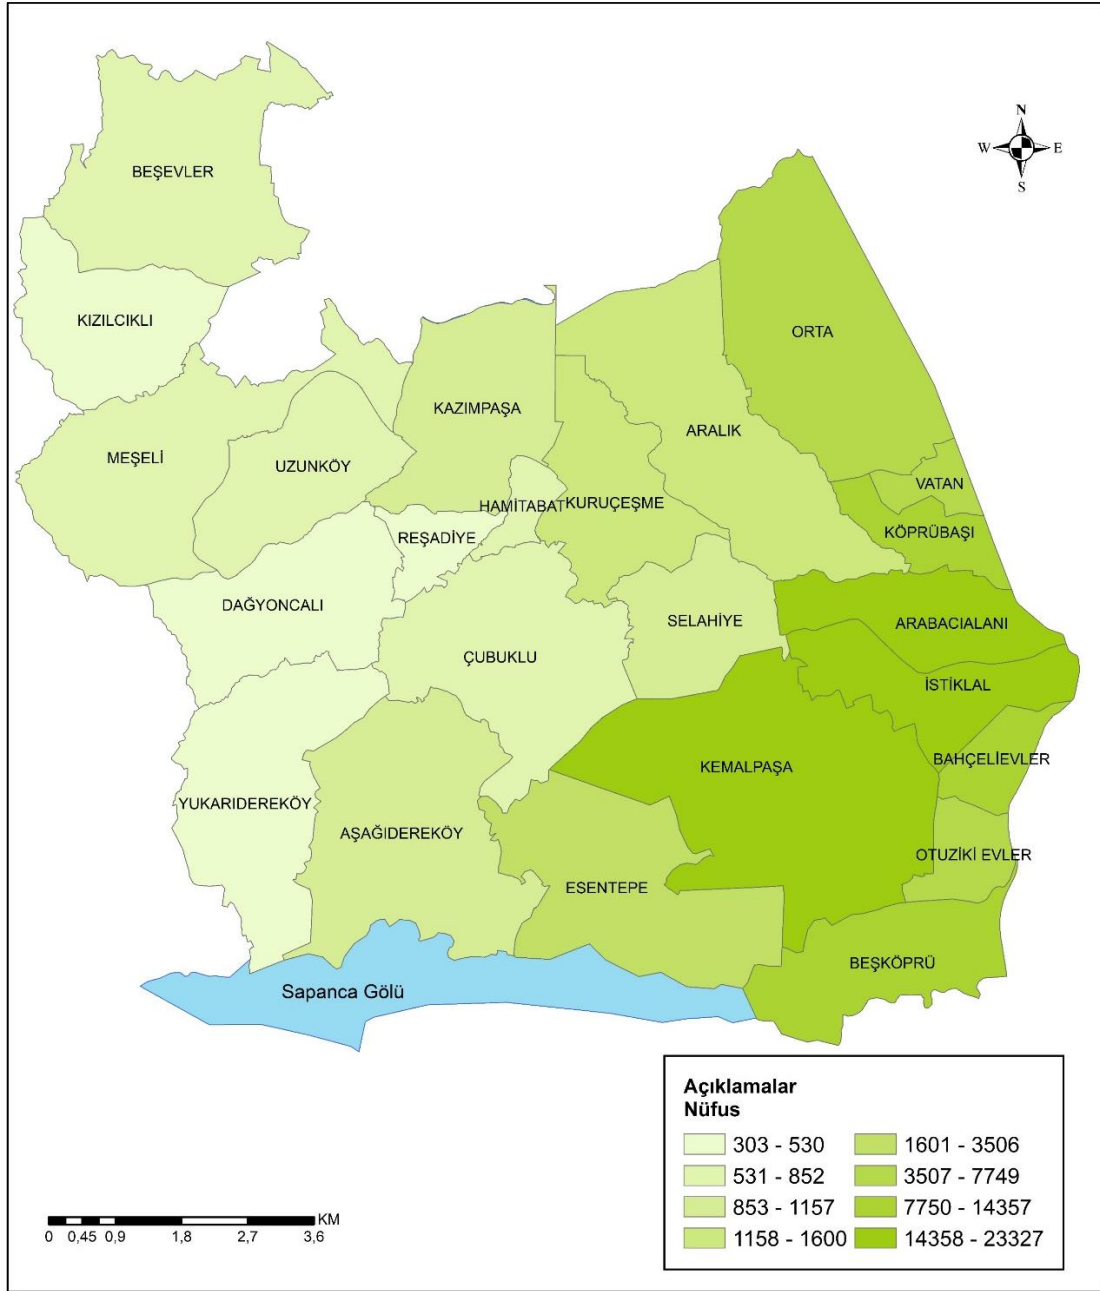 N
W E
S
BEŞEVLER
KIZILCIKLI
ORTA
KAZIMPAŞA
ARALIK
MEŞELİ
UZUNKÖY
VATAN
HAMİTABAT
KURUÇEŞME
KÖPRÜBAŞI
REŞADİYE
DAĞYONCALI
SELAHİYE
ARABACIALANI
ÇUBUKLU
İSTİKLAL
KEMALPAŞA
BAHÇELİEVLER
YUKARIDEREKÖY
AŞAĞIDEREKÖY
OTUZİKİ EVLER
ESENTEPE
BEŞKÖPRÜ
Sapanca Gölü
Açıklamalar
Nüfus
303 - 530
531 - 852
853 - 1157
1158 - 1600
1601 - 3506
3507 - 7749
7750 - 14357
14358 - 23327
KM
0 0,45 0,9 1,8 2,7 3,6